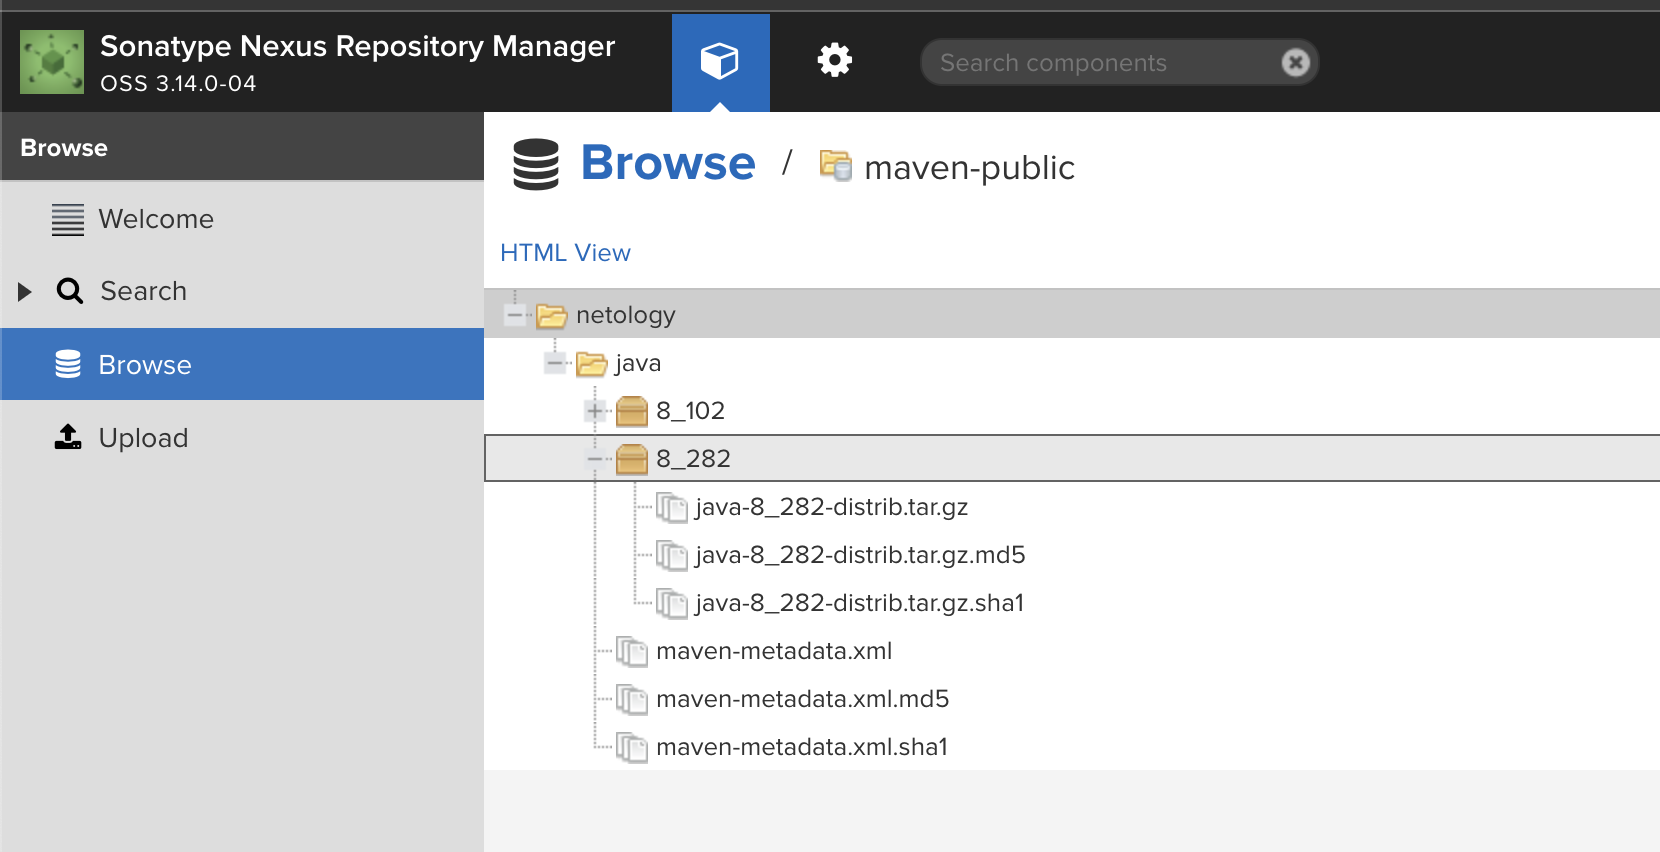 Sonatype Nexus Repository Manager
OSS 3.14.0-04
Search components
Browse
Welcome
Search
Browse
Upload
Browse / maven-public
HTML View
netology
java
8_102
8_282
java-8_282-distrib.tar.gz
java-8_282-distrib.tar.gz.md5
java-8_282-distrib.tar.gz.sha1
maven-metadata.xml
maven-metadata.xml.md5
maven-metadata.xml.sha1